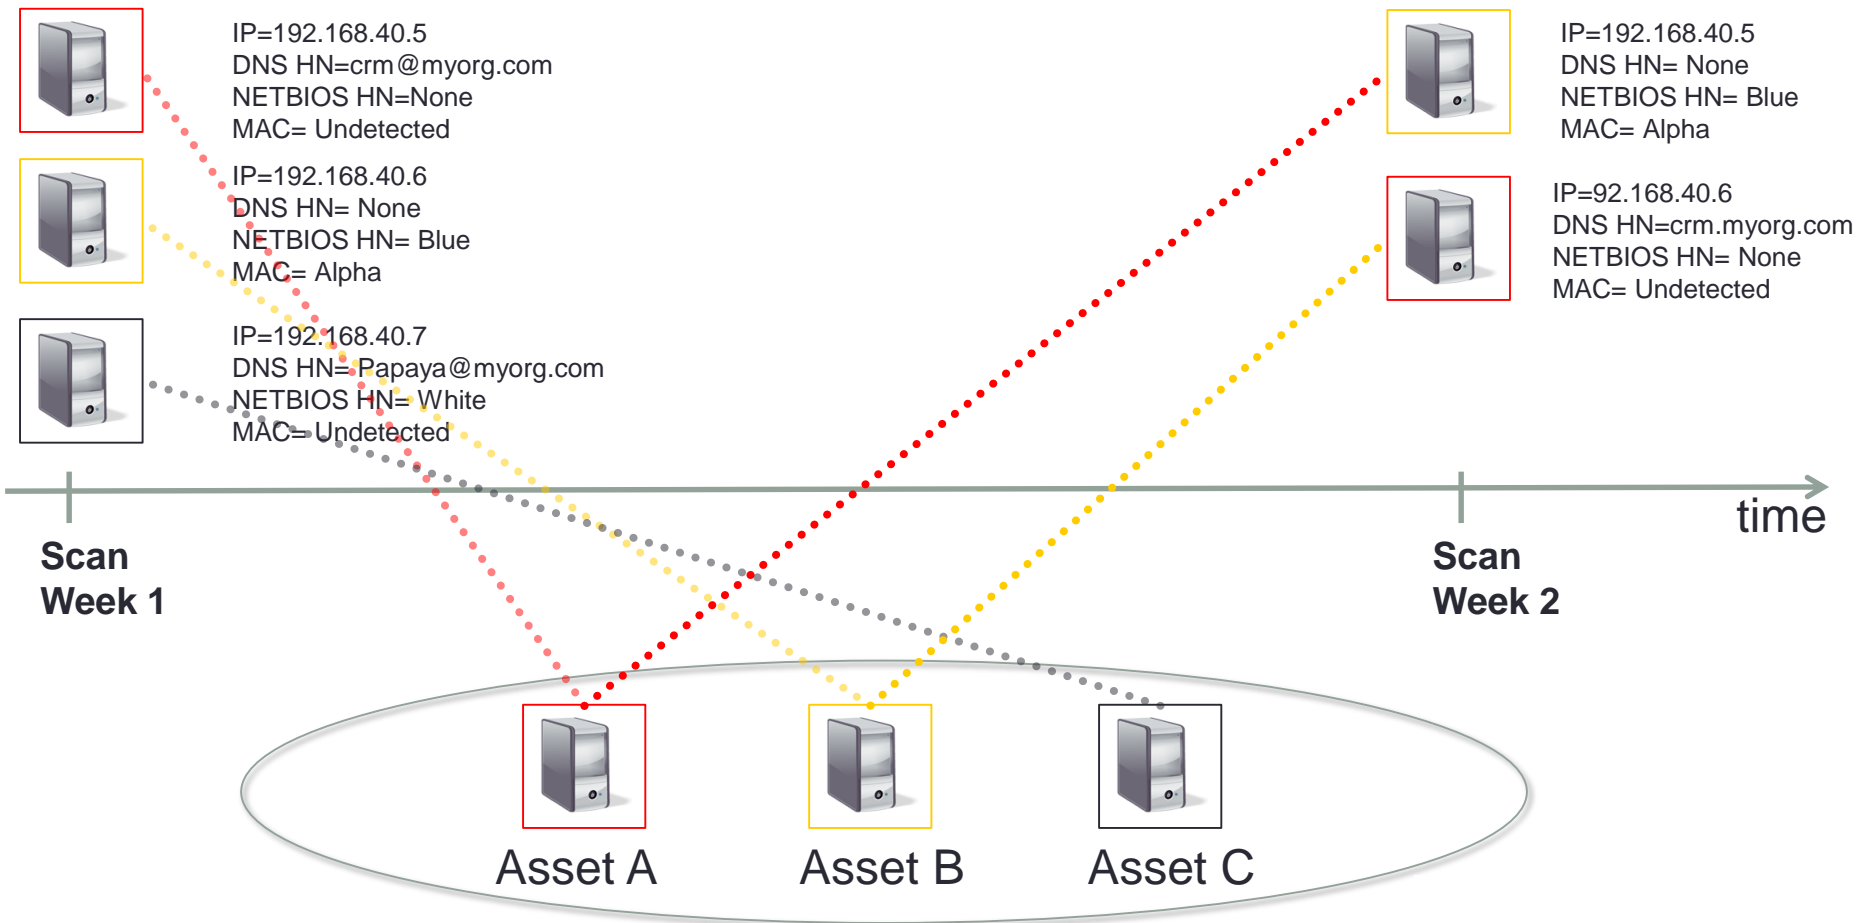 IP=192.168.40.5
DNS HN=crm@myorg.com
NETBIOS HN=None
MAC= Undetected
IP=192.168.40.6
DNS HN= None
NETBIOS HN= Blue
MAC= Alpha
IP=192.168.40.7
DNS HN= Papaya@myorg.com
NETBIOS HN= White
MAC= Undetected
IP=192.168.40.5
DNS HN= None
NETBIOS HN= Blue
MAC= Alpha
IP=92.168.40.6
DNS HN=crm.myorg.com
NETBIOS HN= None
MAC= Undetected
time
Scan
Week 1
Scan
Week 2
Asset A
Asset B
Asset C